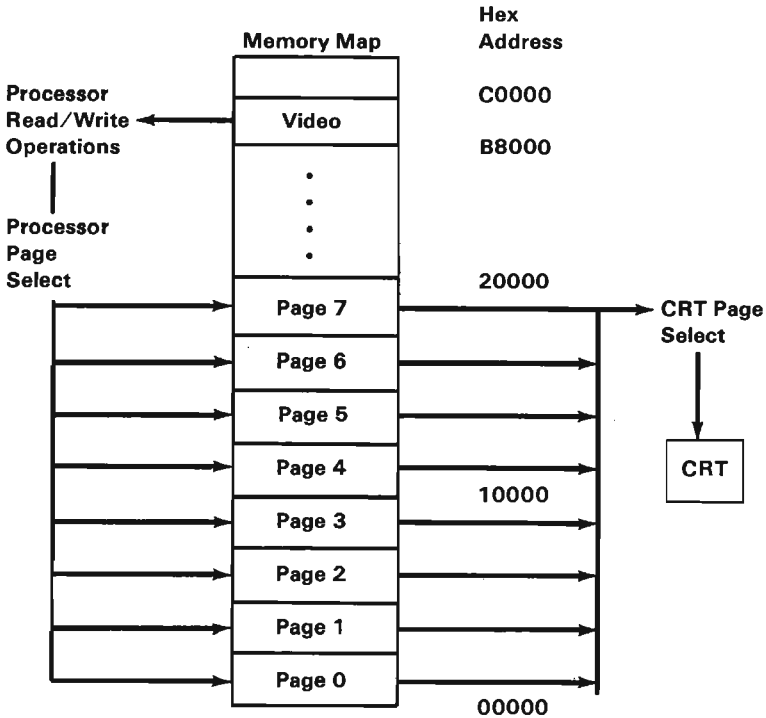 Hex
Address
Memory Map
C0000
Processor
Read/Write
Operations
Video
B8000
Processor
Page
Select
20000
Page 7
CRT Page
Select
Page 6
Page 5
Page 4
CRT
10000
Page 3
Page 2
Page 1
Page 0
00000